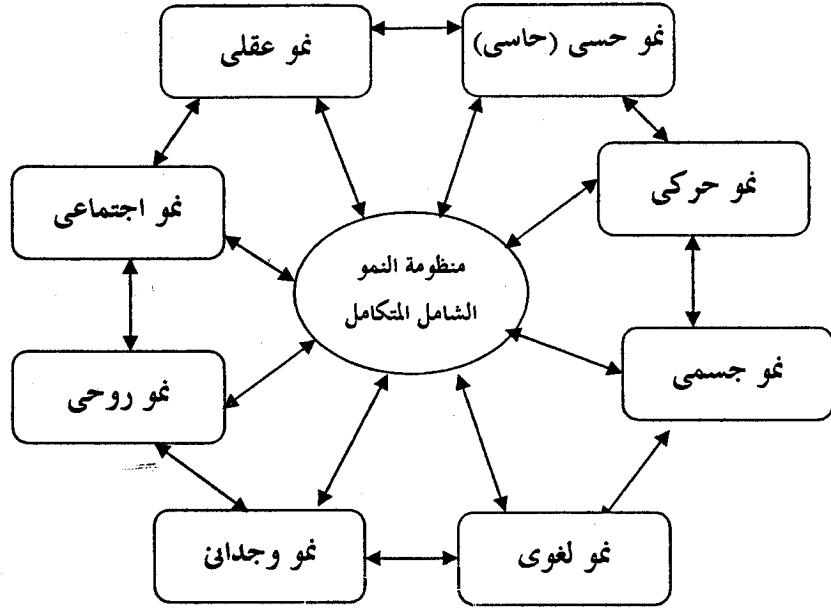 نمو حسى (حاسى)
نمو عقلى
نمو حركى
نمو اجتماعى
منظومة النمو
الشامل المتكامل
نمو جسمى
نمو روحى
نمو لغوى
نمو وجدانى